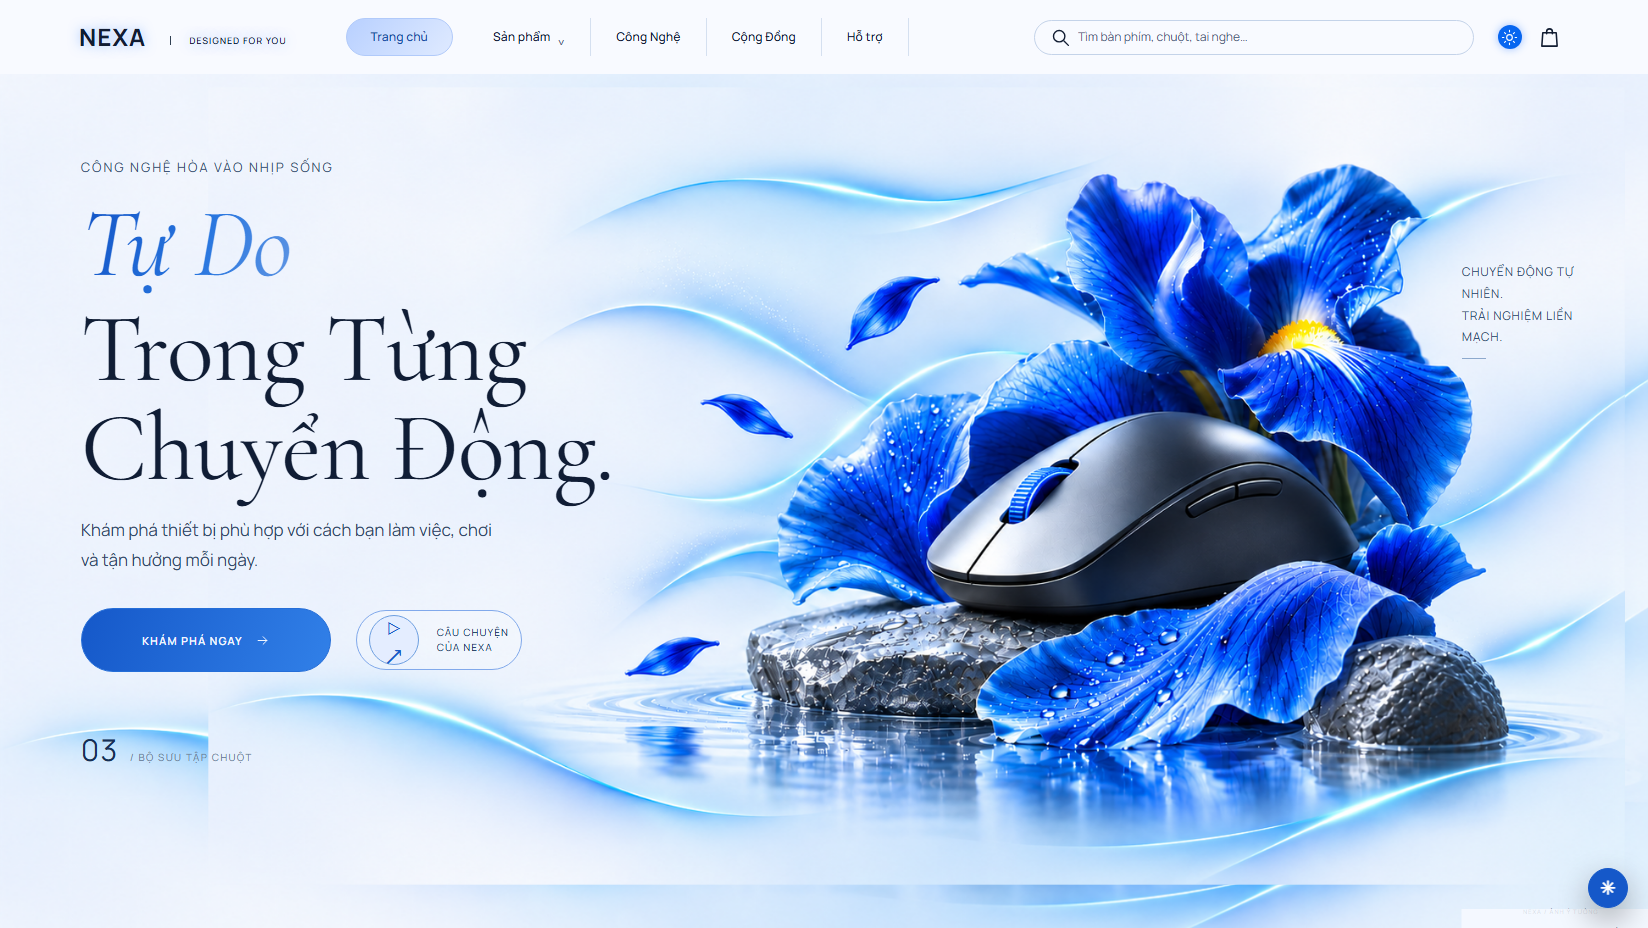 NEXA
DESIGNED FOR YOU
Trang chủ
Sản phẩm
Công Nghệ
Cộng Đồng
Hỗ trợ
Tìm bàn phím, chuột, tai nghe...
CÔNG NGHỆ HÒA VÀO NHỊP SỐNG
Tự Do
Trong Từng
Chuyển Động.
Khám phá thiết bị phù hợp với cách bạn làm việc, chơi
và tận hưởng mỗi ngày.
KHÁM PHÁ NGAY →
CÂU CHUYỆN
CỦA NEXA
03 / BỘ SƯU TẬP CHUỘT
CHUYỂN ĐỘNG TỰ
NHIÊN.
TRẢI NGHIỆM LIỀN
MẠCH.